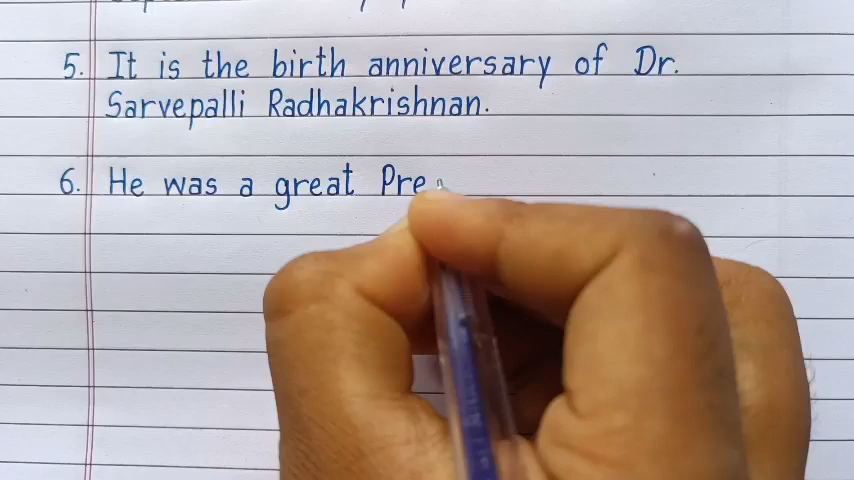 5. It is the birth anniversary of Dr.
Sarvepalli Radhakrishnan.
6. He was a great Pre